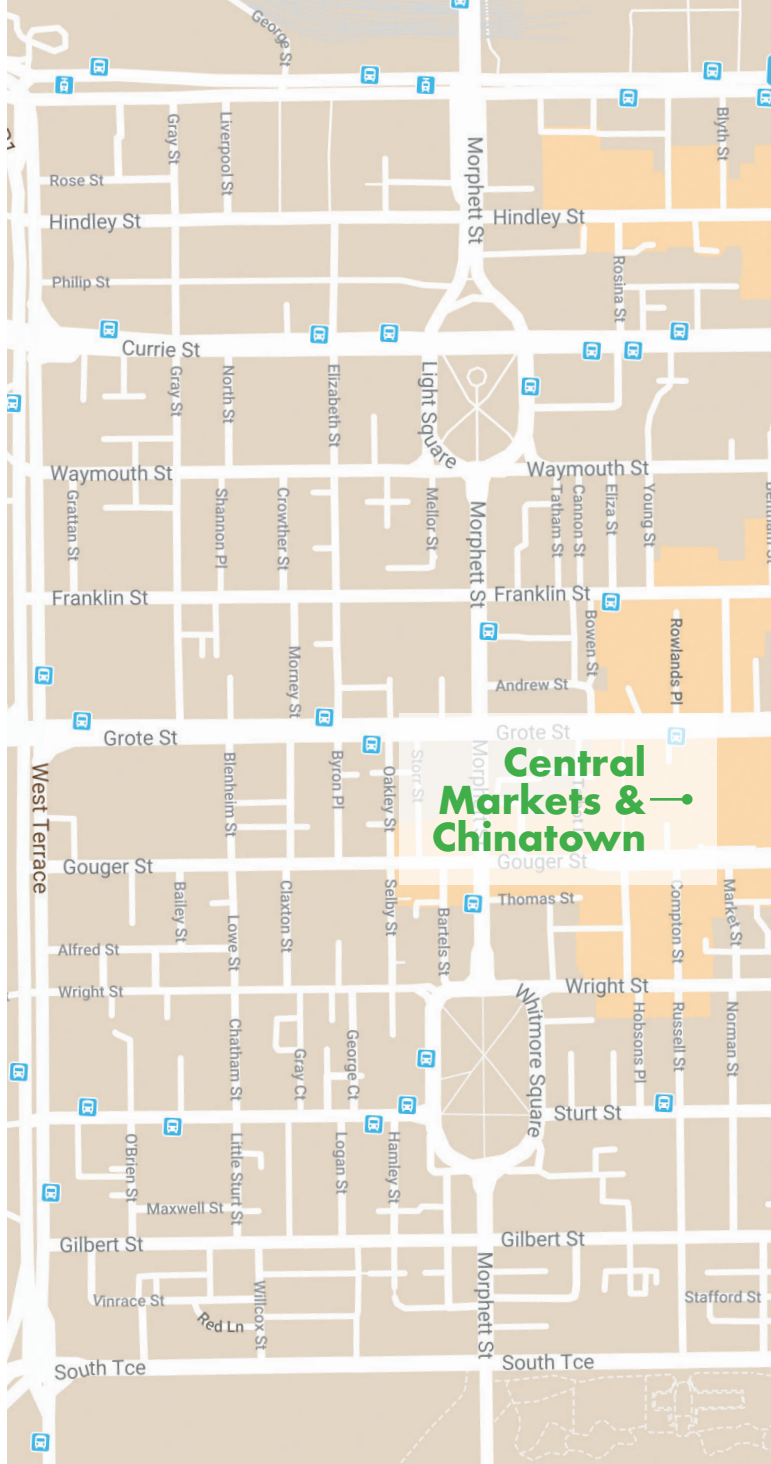 George St
Gray St
Liverpool St
Blyth St
Rose St
Morphett St
Hindley St
Hindley St
Philip St
Rosina St
Currie St
Gray St
North St
Elizabeth St
Light Square
Waymouth St
Waymouth St
Grattan St
Shannon Pl
Crowther St
Mellor St
Morphett St
Tatham St
Cannon St
Eliza St
Young St
Franklin St
Franklin St
Bowen St
Rowlands Pl
Morney St
Andrew St
Grote St
Grote St
West Terrace
Blenheim St
Byron Pl
Oakley St
Storr St
Central
Markets &
Chinatown
Gouger St
Gouger St
Bailey St
Lowe St
Claxton St
Selby St
Bartels St
Thomas St
Compton St
Market St
Alfred St
Wright St
Wright St
Whitmore Square
Chatham St
Gray Ct
George Ct
Hobsons Pl
Russell St
Norman St
Sturt St
O'Brien St
Little Sturt St
Logan St
Hamley St
Maxwell St
Gilbert St
Gilbert St
Vinrace St
Red Ln
Willcox St
Morphett St
Stafford St
South Tce
South Tce